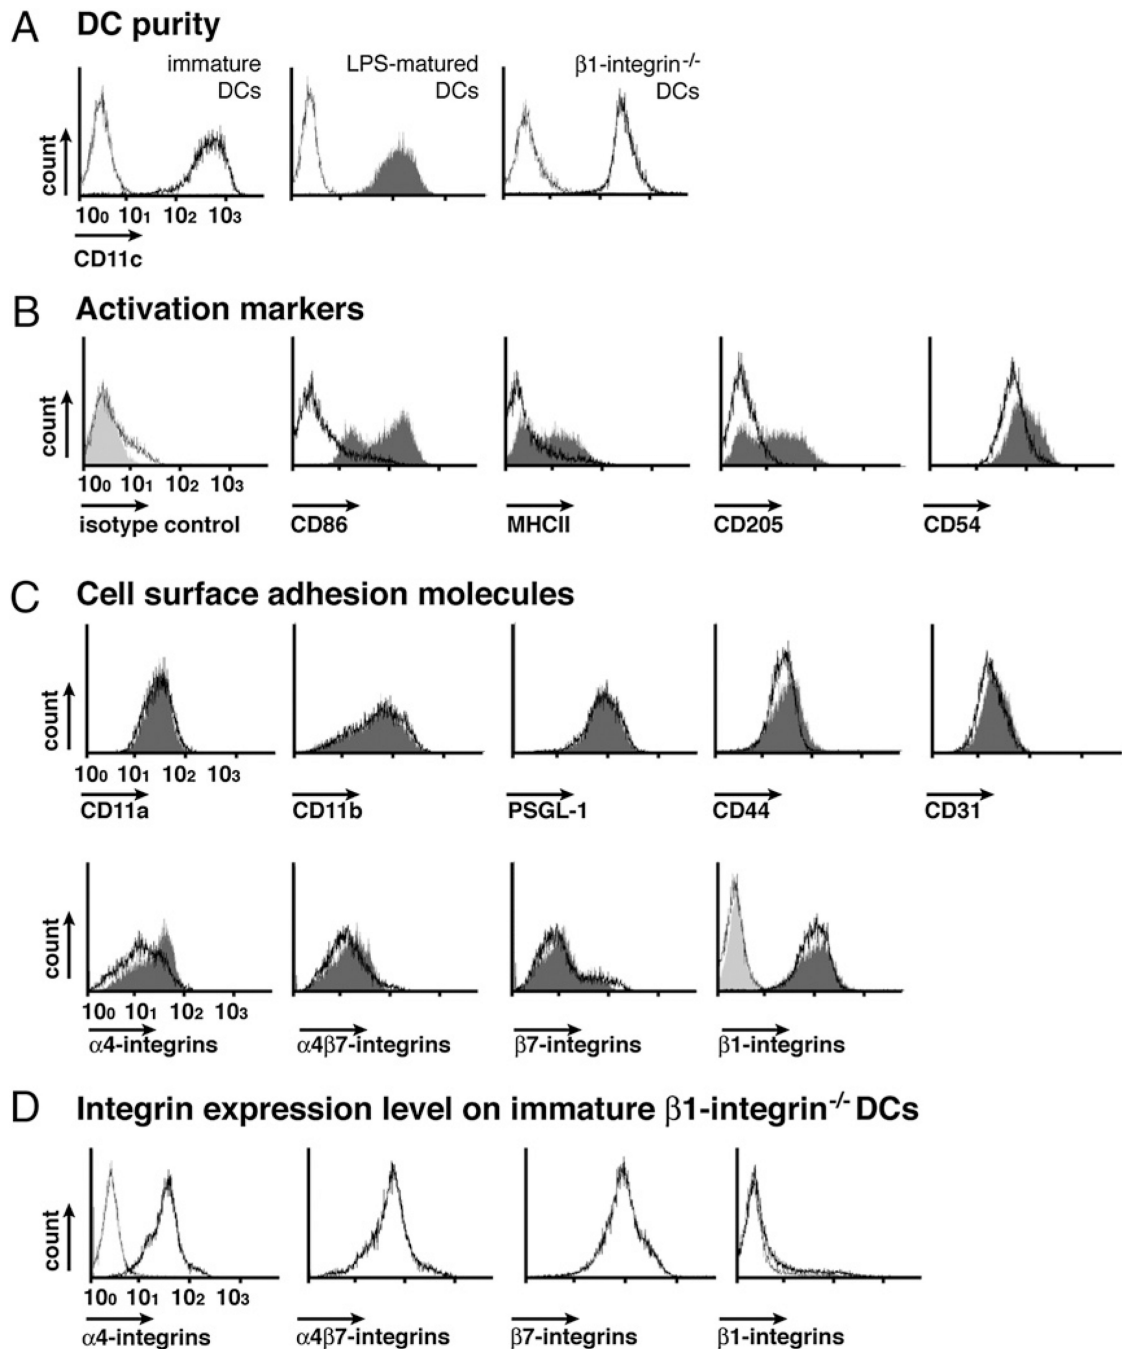 A DC purity
immature DCs
LPS-matured DCs
β1-integrin-/- DCs
count
100 101 102 103
CD11c
B Activation markers
count
100 101 102 103
isotype control CD86 MHCII CD205 CD54
C Cell surface adhesion molecules
count
100 101 102 103
CD11a CD11b PSGL-1 CD44 CD31
count
100 101 102 103
α4-integrins α4β7-integrins β7-integrins β1-integrins
D Integrin expression level on immature β1-integrin-/- DCs
count
100 101 102 103
α4-integrins α4β7-integrins β7-integrins β1-integrins